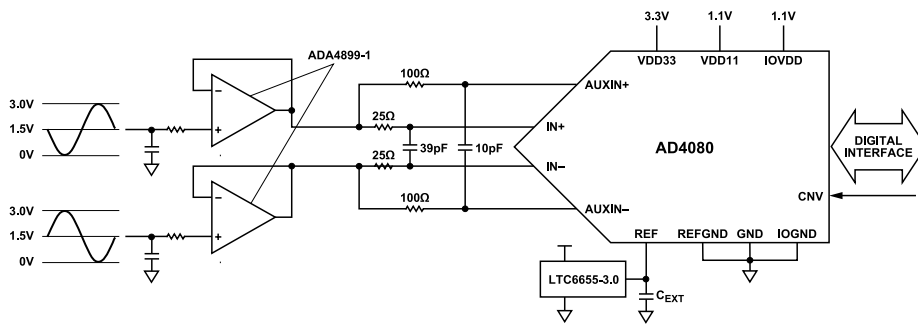 3.3V 1.1V 1.1V
VDD33 VDD11 IOVDD
ADA4899-1
100Ω
AUXIN+
3.0V
1.5V
0V
25Ω
IN+
39pF 10pF
AD4080
DIGITAL
INTERFACE
25Ω
IN–
CNV
100Ω
AUXIN–
3.0V
1.5V
0V
REF REFGND GND IOGND
LTC6655-3.0
CEXT